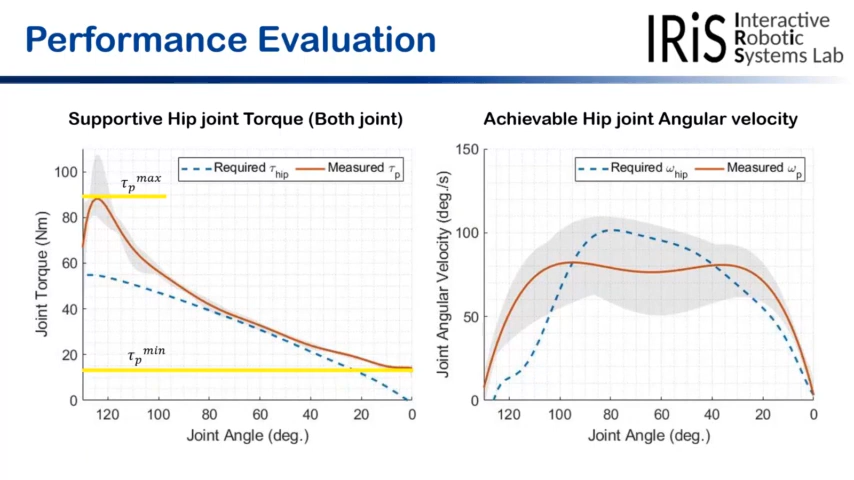 Performance Evaluation
IRiS Interactive
Robotic
Systems Lab
Supportive Hip joint Torque (Both joint)
Joint Torque (Nm)
100
80
60
40
20
0
τp max
τp min
Required τhip
Measured τp
120 100 80 60 40 20 0
Joint Angle (deg.)
Achievable Hip joint Angular velocity
Joint Angular Velocity (deg./s)
150
100
50
0
Required ωhip
Measured ωp
120 100 80 60 40 20 0
Joint Angle (deg.)